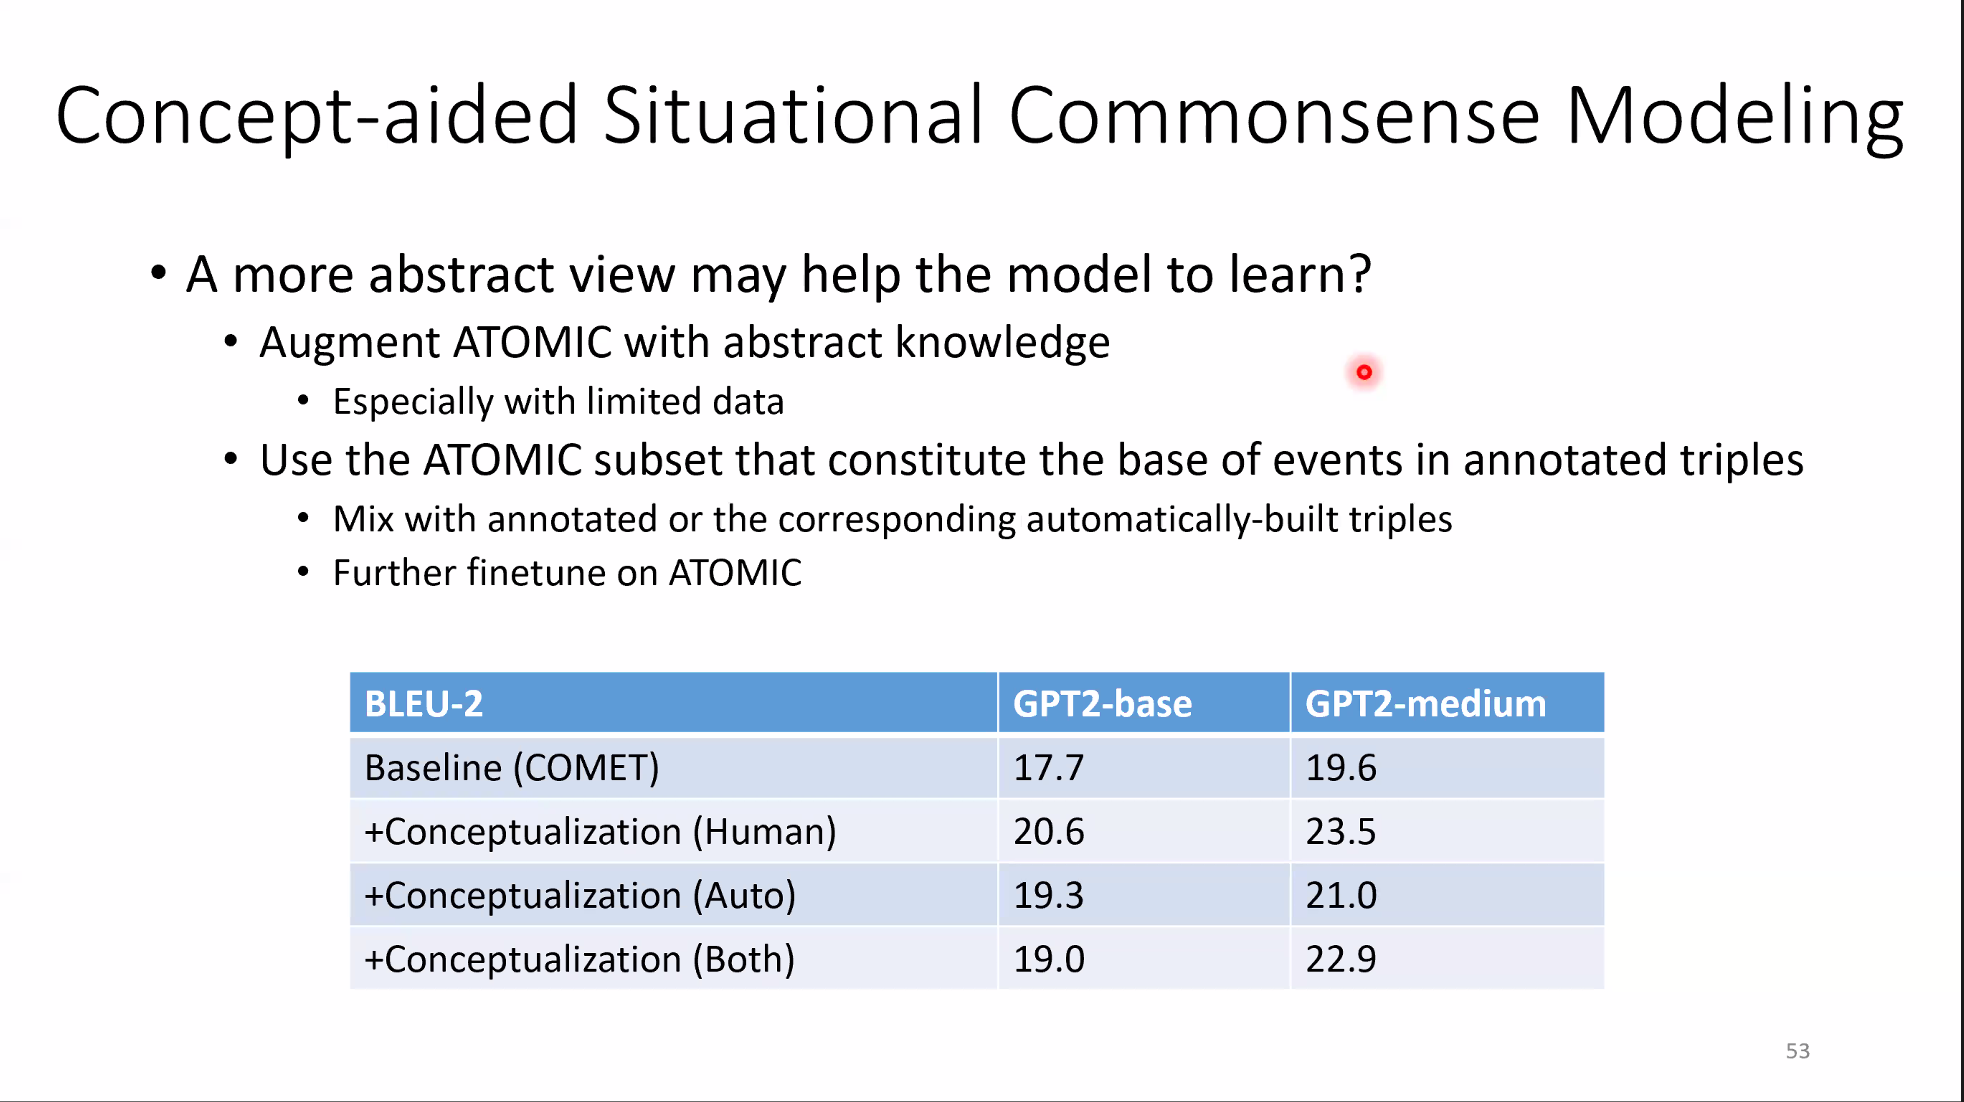 Concept-aided Situational Commonsense Modeling
• A more abstract view may help the model to learn?
• Augment ATOMIC with abstract knowledge
• Especially with limited data
• Use the ATOMIC subset that constitute the base of events in annotated triples
• Mix with annotated or the corresponding automatically-built triples
• Further finetune on ATOMIC
BLEU-2 GPT2-base GPT2-medium
Baseline (COMET) 17.7 19.6
+Conceptualization (Human) 20.6 23.5
+Conceptualization (Auto) 19.3 21.0
+Conceptualization (Both) 19.0 22.9
53